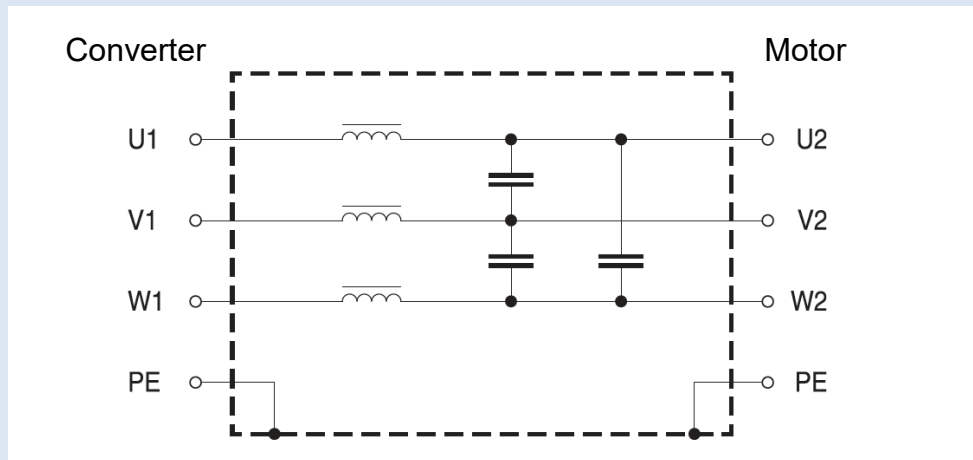 Converter Motor
U1 U2
V1 V2
W1 W2
PE PE